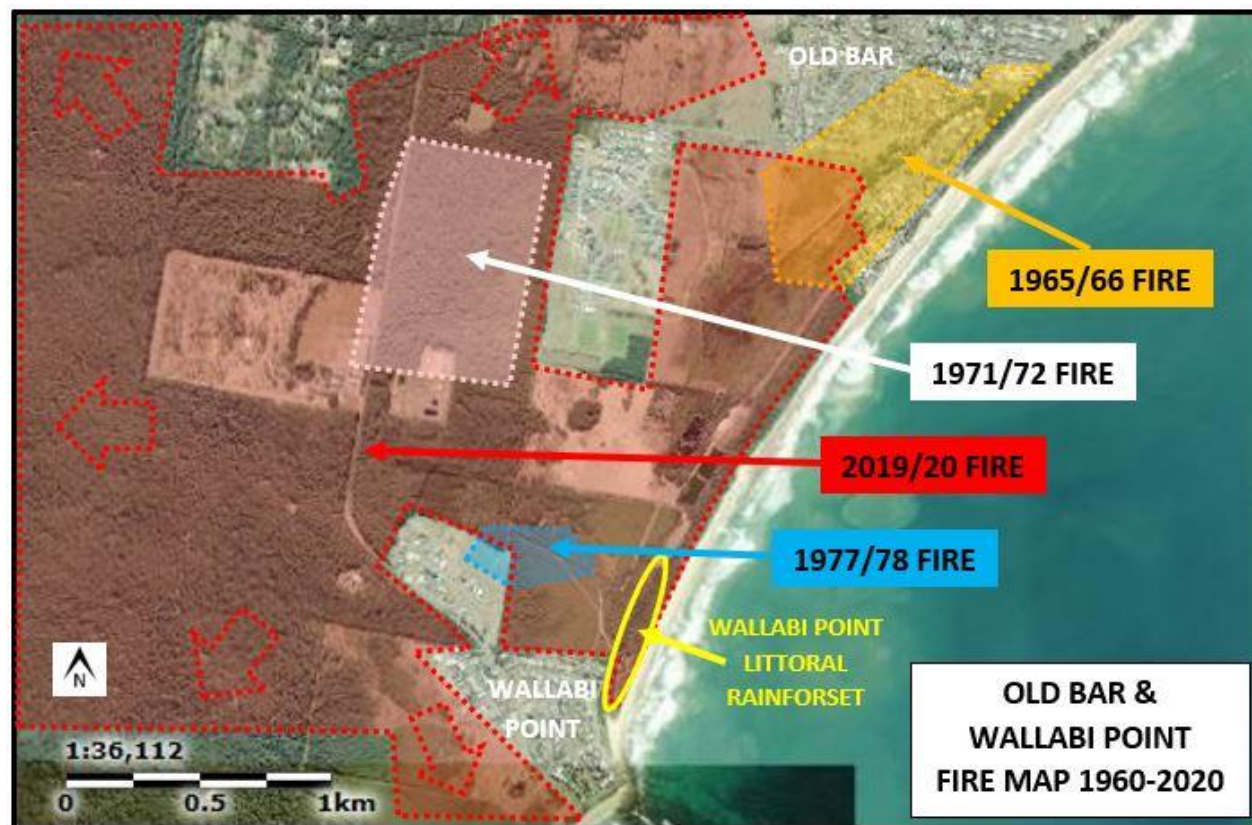 OLD BAR
1965/66 FIRE
1971/72 FIRE
2019/20 FIRE
1977/78 FIRE
WALLABI POINT
LITTORAL
RAINFORSET
WALLABI
POINT
N
1:36,112
0 0.5 1km
OLD BAR &
WALLABI POINT
FIRE MAP 1960-2020